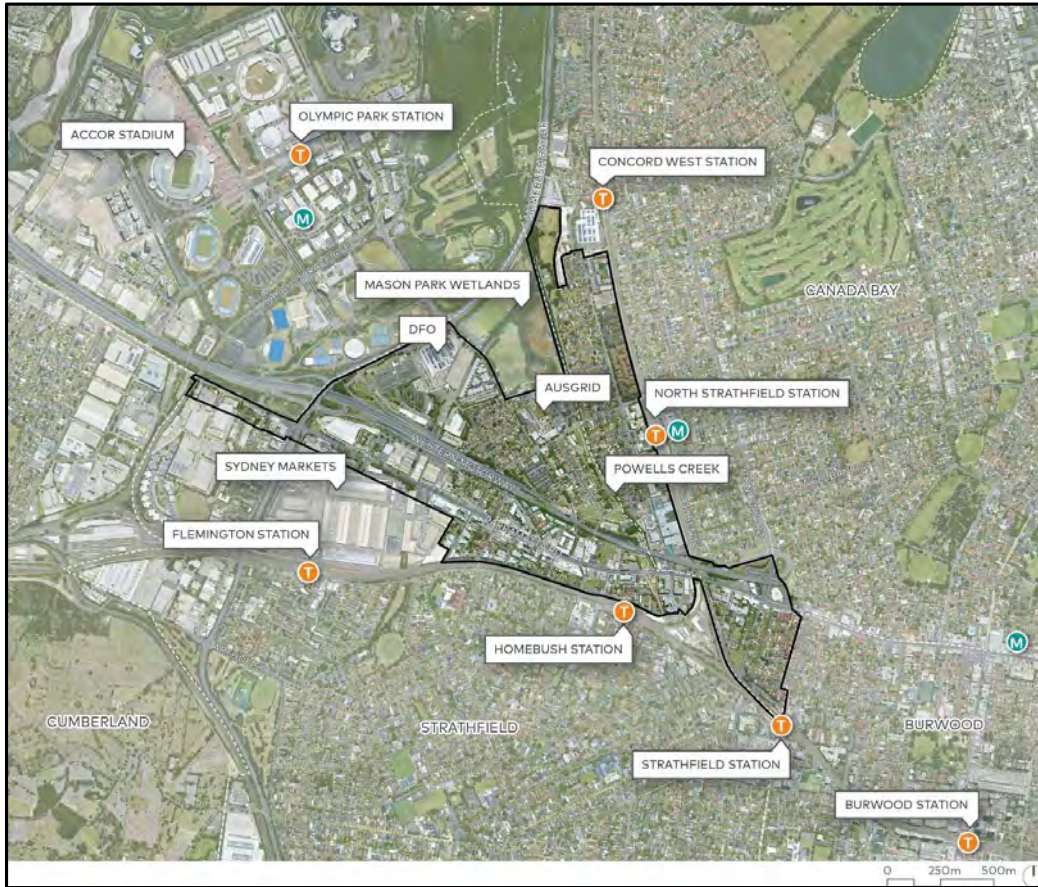 OLYMPIC PARK STATION
ACCOR STADIUM
T
CONCORD WEST STATION
T
M
MASON PARK WETLANDS
CANADA BAY
DFO
AUSGRID
NORTH STRATHFIELD STATION
T
M
SYDNEY MARKETS
POWELLS CREEK
FLEMINGTON STATION
T
T
HOMEBUSH STATION
M
CUMBERLAND
STRATHFIELD
T
BURWOOD
STRATHFIELD STATION
BURWOOD STATION
T
0 250m 500m